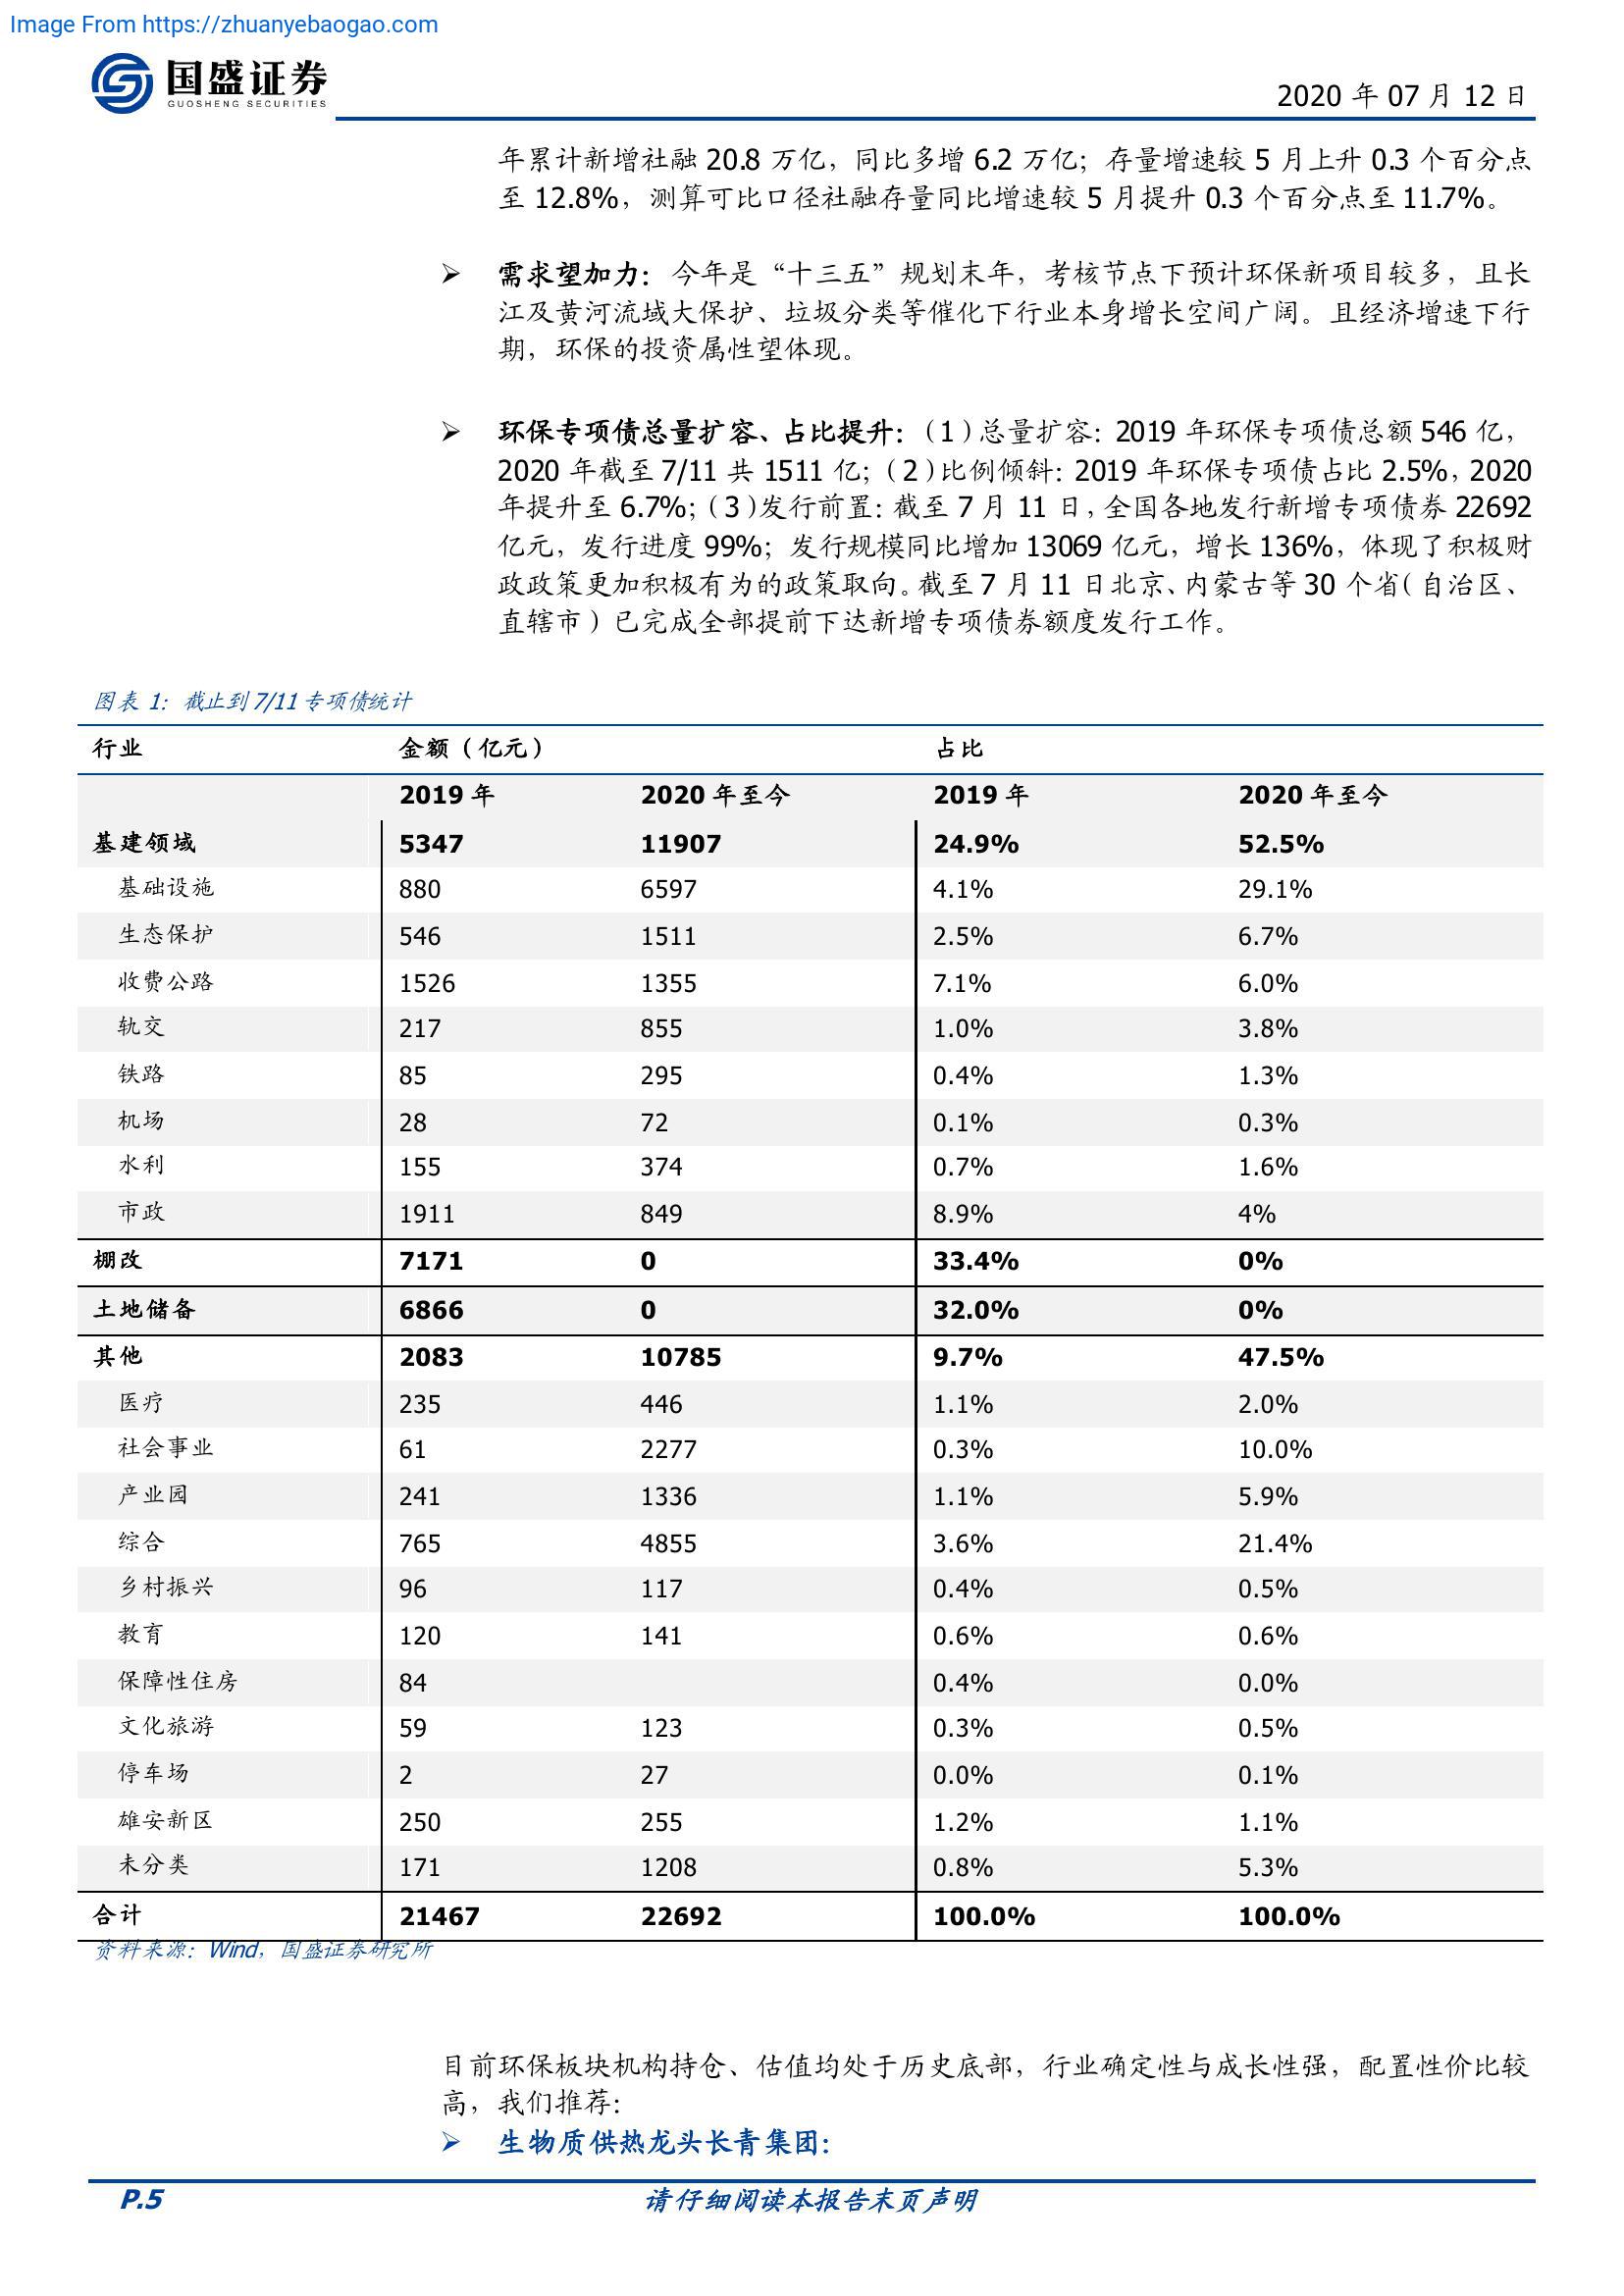 Image From https://zhuanyebaogao.com
国盛证券
GUOSHENG SECURITIES
2020 年 07 月 12 日
年累计新增社融 20.8 万亿，同比多增 6.2 万亿；存量增速较 5 月上升 0.3 个百分点
至 12.8%，测算可比口径社融存量同比增速较 5 月提升 0.3 个百分点至 11.7%。
➢ 需求望加力：今年是“十三五”规划末年，考核节点下预计环保新项目较多，且长
江及黄河流域大保护、垃圾分类等催化下行业本身增长空间广阔。且经济增速下行
期，环保的投资属性望体现。
➢ 环保专项债总量扩容、占比提升：（1）总量扩容：2019 年环保专项债总额 546 亿，
2020 年截至 7/11 共 1511 亿；（2）比例倾斜：2019 年环保专项债占比 2.5%，2020
年提升至 6.7%；（3）发行前置：截至 7 月 11 日，全国各地发行新增专项债券 22692
亿元，发行进度 99%；发行规模同比增加 13069 亿元，增长 136%，体现了积极财
政政策更加积极有为的政策取向。截至 7 月 11 日北京、内蒙古等 30 个省（自治区、
直辖市）已完成全部提前下达新增专项债券额度发行工作。
图表 1：截止到 7/11 专项债统计
行业 金额（亿元） 占比
2019 年 2020 年至今 2019 年 2020 年至今
基建领域 5347 11907 24.9% 52.5%
基础设施 880 6597 4.1% 29.1%
生态保护 546 1511 2.5% 6.7%
收费公路 1526 1355 7.1% 6.0%
轨交 217 855 1.0% 3.8%
铁路 85 295 0.4% 1.3%
机场 28 72 0.1% 0.3%
水利 155 374 0.7% 1.6%
市政 1911 849 8.9% 4%
棚改 7171 0 33.4% 0%
土地储备 6866 0 32.0% 0%
其他 2083 10785 9.7% 47.5%
医疗 235 446 1.1% 2.0%
社会事业 61 2277 0.3% 10.0%
产业园 241 1336 1.1% 5.9%
综合 765 4855 3.6% 21.4%
乡村振兴 96 117 0.4% 0.5%
教育 120 141 0.6% 0.6%
保障性住房 84 0.4% 0.0%
文化旅游 59 123 0.3% 0.5%
停车场 2 27 0.0% 0.1%
雄安新区 250 255 1.2% 1.1%
未分类 171 1208 0.8% 5.3%
合计 21467 22692 100.0% 100.0%
资料来源：Wind，国盛证券研究所
目前环保板块机构持仓、估值均处于历史底部，行业确定性与成长性强，配置性价比较
高，我们推荐：
➢ 生物质供热龙头长青集团：
P.5 请仔细阅读本报告末页声明